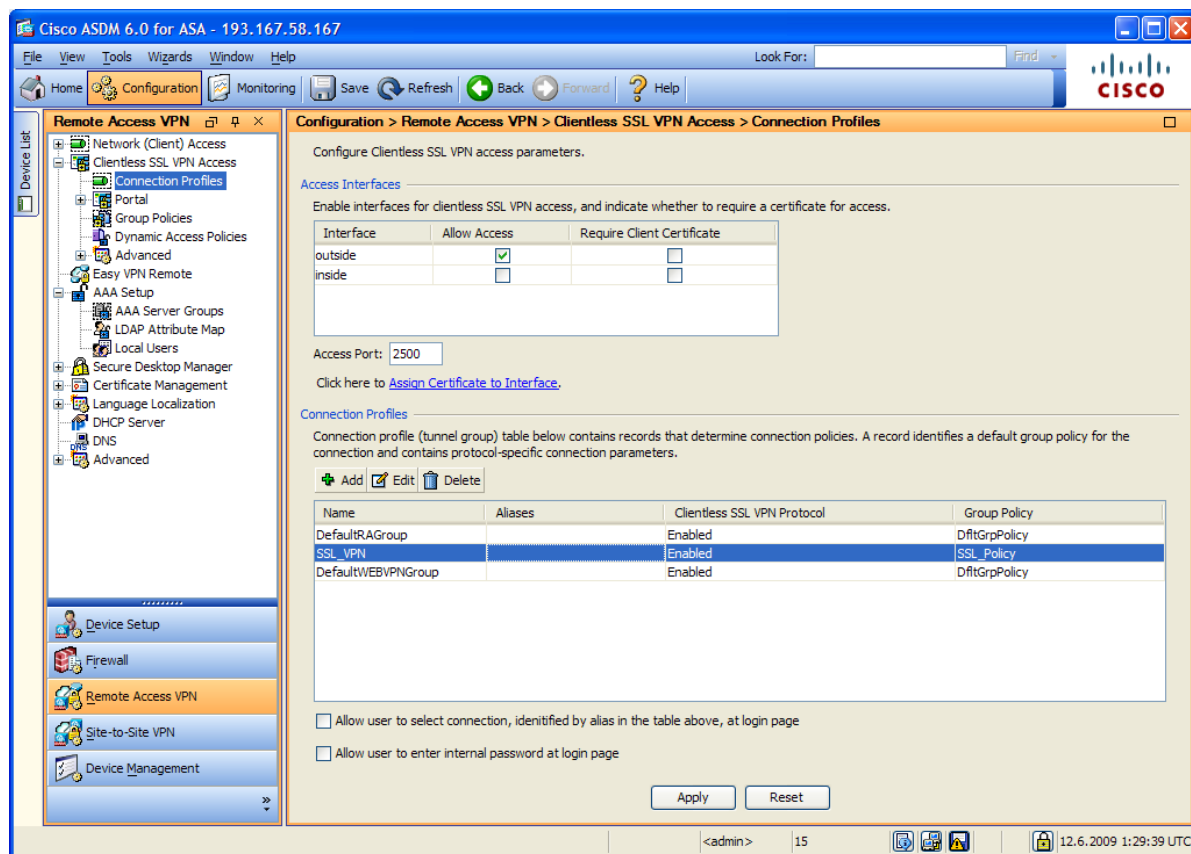 Cisco ASDM 6.0 for ASA - 193.167.58.167
File View Tools Wizards Window Help
Look For:
Find
Home Configuration Monitoring Save Refresh Back Forward Help
CISCO
Device List
Remote Access VPN
Network (Client) Access
Clientless SSL VPN Access
Connection Profiles
Portal
Group Policies
Dynamic Access Policies
Advanced
Easy VPN Remote
AAA Setup
AAA Server Groups
LDAP Attribute Map
Local Users
Secure Desktop Manager
Certificate Management
Language Localization
DHCP Server
DNS
Advanced
Device Setup
Firewall
Remote Access VPN
Site-to-Site VPN
Device Management
Configuration > Remote Access VPN > Clientless SSL VPN Access > Connection Profiles
Configure Clientless SSL VPN access parameters.
Access Interfaces
Enable interfaces for clientless SSL VPN access, and indicate whether to require a certificate for access.
Interface Allow Access Require Client Certificate
outside
inside
Access Port: 2500
Click here to Assign Certificate to Interface.
Connection Profiles
Connection profile (tunnel group) table below contains records that determine connection policies. A record identifies a default group policy for the
connection and contains protocol-specific connection parameters.
Add Edit Delete
Name Aliases Clientless SSL VPN Protocol Group Policy
DefaultRAGroup Enabled DfltGrpPolicy
SSL_VPN Enabled SSL_Policy
DefaultWEBVPNGroup Enabled DfltGrpPolicy
Allow user to select connection, idenitified by alias in the table above, at login page
Allow user to enter internal password at login page
Apply Reset
<admin> 15 12.6.2009 1:29:39 UTC